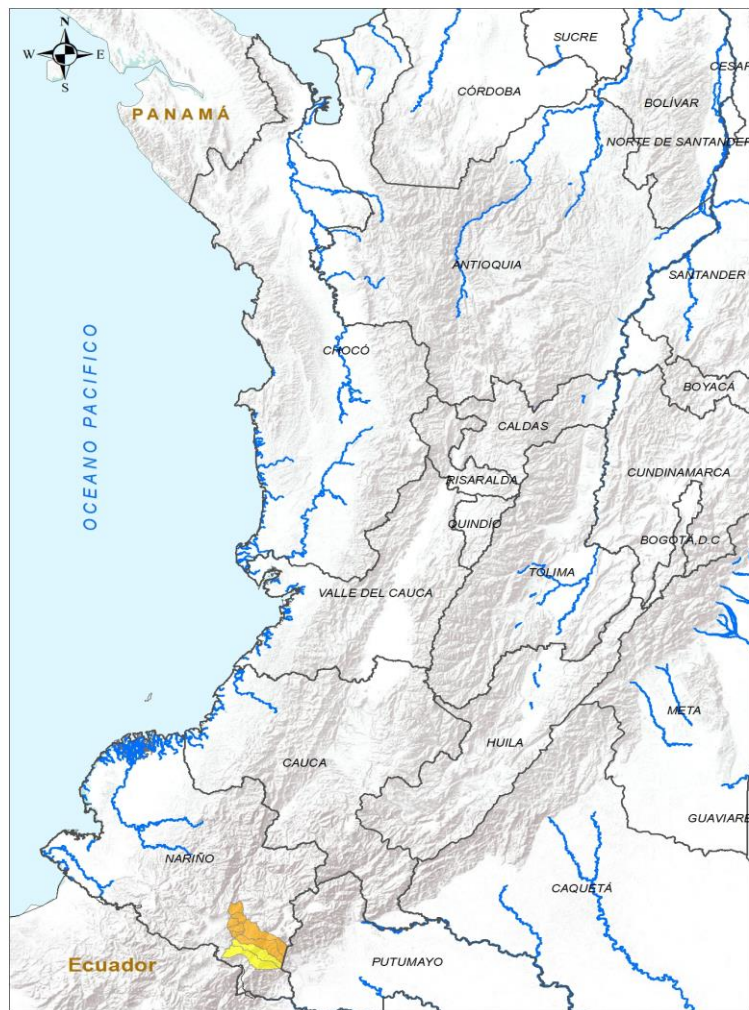 N
W E
S
SUCRE
CESAR
CÓRDOBA
BOLÍVAR
PANAMÁ
NORTE DE SANTANDER
ANTIOQUIA
SANTANDER
CHOCÓ
OCEANO PACIFICO
BOYACÁ
CALDAS
CUNDINAMARCA
RISARALDA
QUINDÍO
BOGOTÁ, D.C
TOLIMA
VALLE DEL CAUCA
META
HUILA
CAUCA
GUAVIARE
NARIÑO
CAQUETÁ
Ecuador
PUTUMAYO